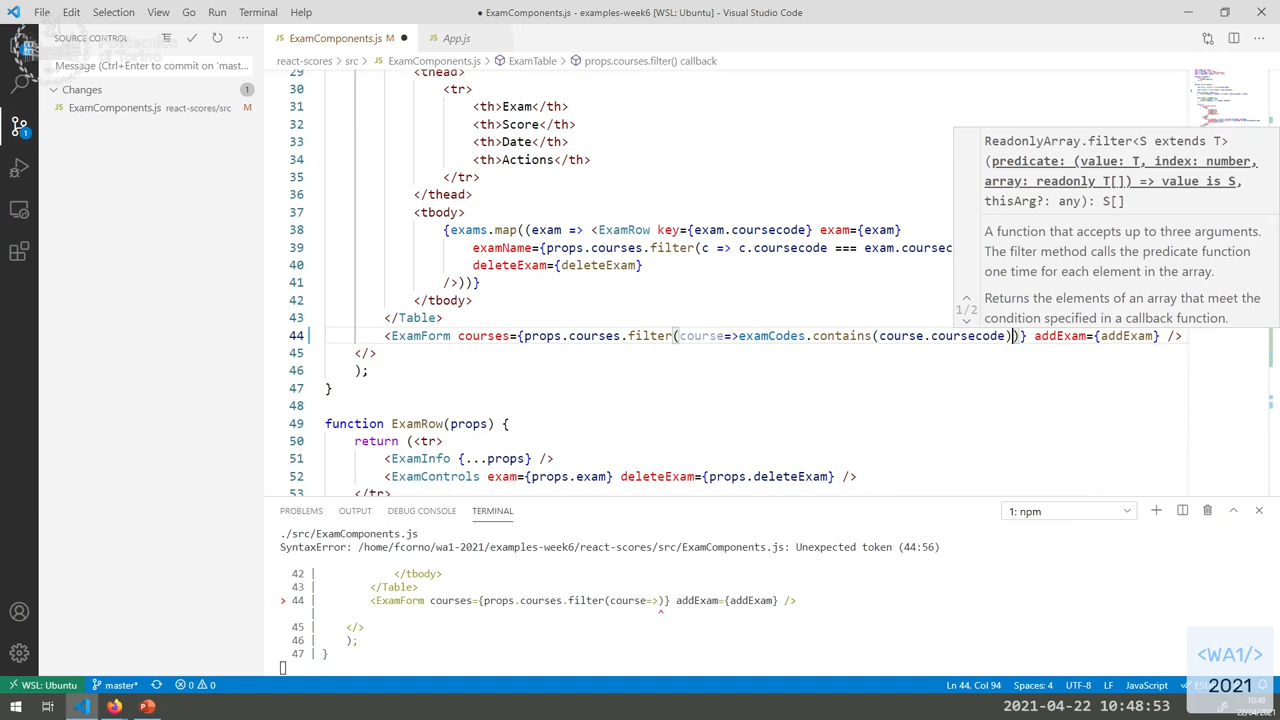 File Edit Selection View Go Run Terminal Help
● ExamComponents.js - examples-week6 [WSL: Ubuntu] - Visual Studio Code
SOURCE CONTROL
JS ExamComponents.js M ●
JS App.js
Message (Ctrl+Enter to commit on 'mast…
react-scores > src > JS ExamComponents.js > ExamTable > props.courses.filter() callback
Changes 1
JS ExamComponents.js react-scores/src M
29 <thead>
30 <tr>
31 <th>Exam</th>
32 <th>Score</th>
33 <th>Date</th>
34 <th>Actions</th>
35 </tr>
36 </thead>
37 <tbody>
38 {exams.map((exam => <ExamRow key={exam.coursecode} exam={exam}
39 examName={props.courses.filter(c => c.coursecode === exam.coursec
40 deleteExam={deleteExam}
41 />))}
42 </tbody>
43 </Table>
44 <ExamForm courses={props.courses.filter(course=>examCodes.contains(course.coursecode))} addExam={addExam} />
45 </>
46 );
47 }
48
49 function ExamRow(props) {
50 return (<tr>
51 <ExamInfo {...props} />
52 <ExamControls exam={props.exam} deleteExam={props.deleteExam} />
53 </tr>
ReadonlyArray.filter<S extends T>
(predicate: (value: T, index: number,
array: readonly T[]) => value is S,
thisArg?: any): S[]
A function that accepts up to three arguments.
The filter method calls the predicate function
one time for each element in the array.
1/2
Returns the elements of an array that meet the
condition specified in a callback function.
PROBLEMS OUTPUT DEBUG CONSOLE TERMINAL
1: npm
./src/ExamComponents.js
SyntaxError: /home/fcorno/wa1-2021/examples-week6/react-scores/src/ExamComponents.js: Unexpected token (44:56)
42 | </tbody>
43 | </Table>
> 44 | <ExamForm courses={props.courses.filter(course=>)} addExam={addExam} />
| ^
45 | </>
46 | );
47 | }
<WA1/>
2021
WSL: Ubuntu master* 0 0
Ln 44, Col 94 Spaces: 4 UTF-8 LF JavaScript
2021-04-22 10:48:53
10:48
22/04/2021